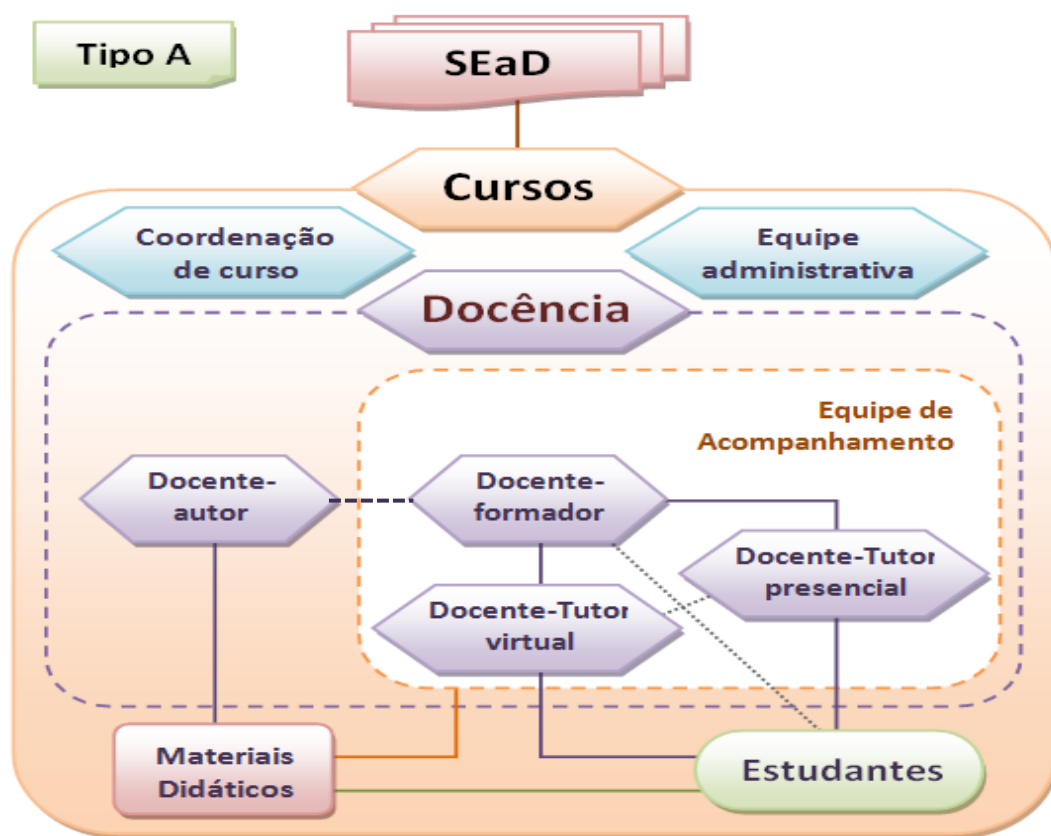 Tipo A
SEaD
Cursos
Coordenação
de curso
Equipe
administrativa
Docência
Equipe de
Acompanhamento
Docente-
autor
Docente-
formador
Docente-Tutor
presencial
Docente-Tutor
virtual
Materiais
Didáticos
Estudantes